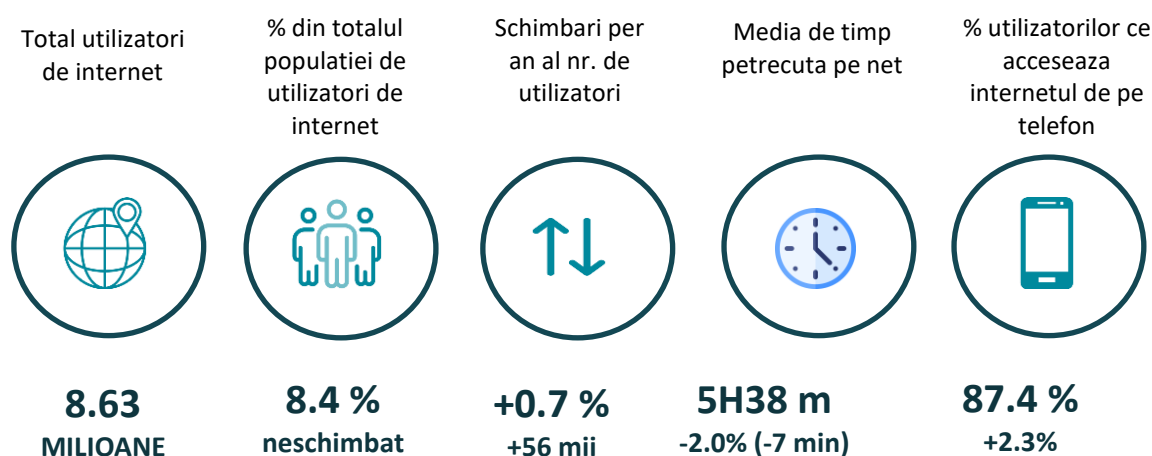 Total utilizatori
de internet
% din totalul
populatiei de
utilizatori de
internet
Schimbari per
an al nr. de
utilizatori
Media de timp
petrecuta pe net
% utilizatorilor ce
acceseaza
internetul de pe
telefon
8.63
MILIOANE
8.4 %
neschimbat
+0.7 %
+56 mii
5H38 m
-2.0% (-7 min)
87.4 %
+2.3%